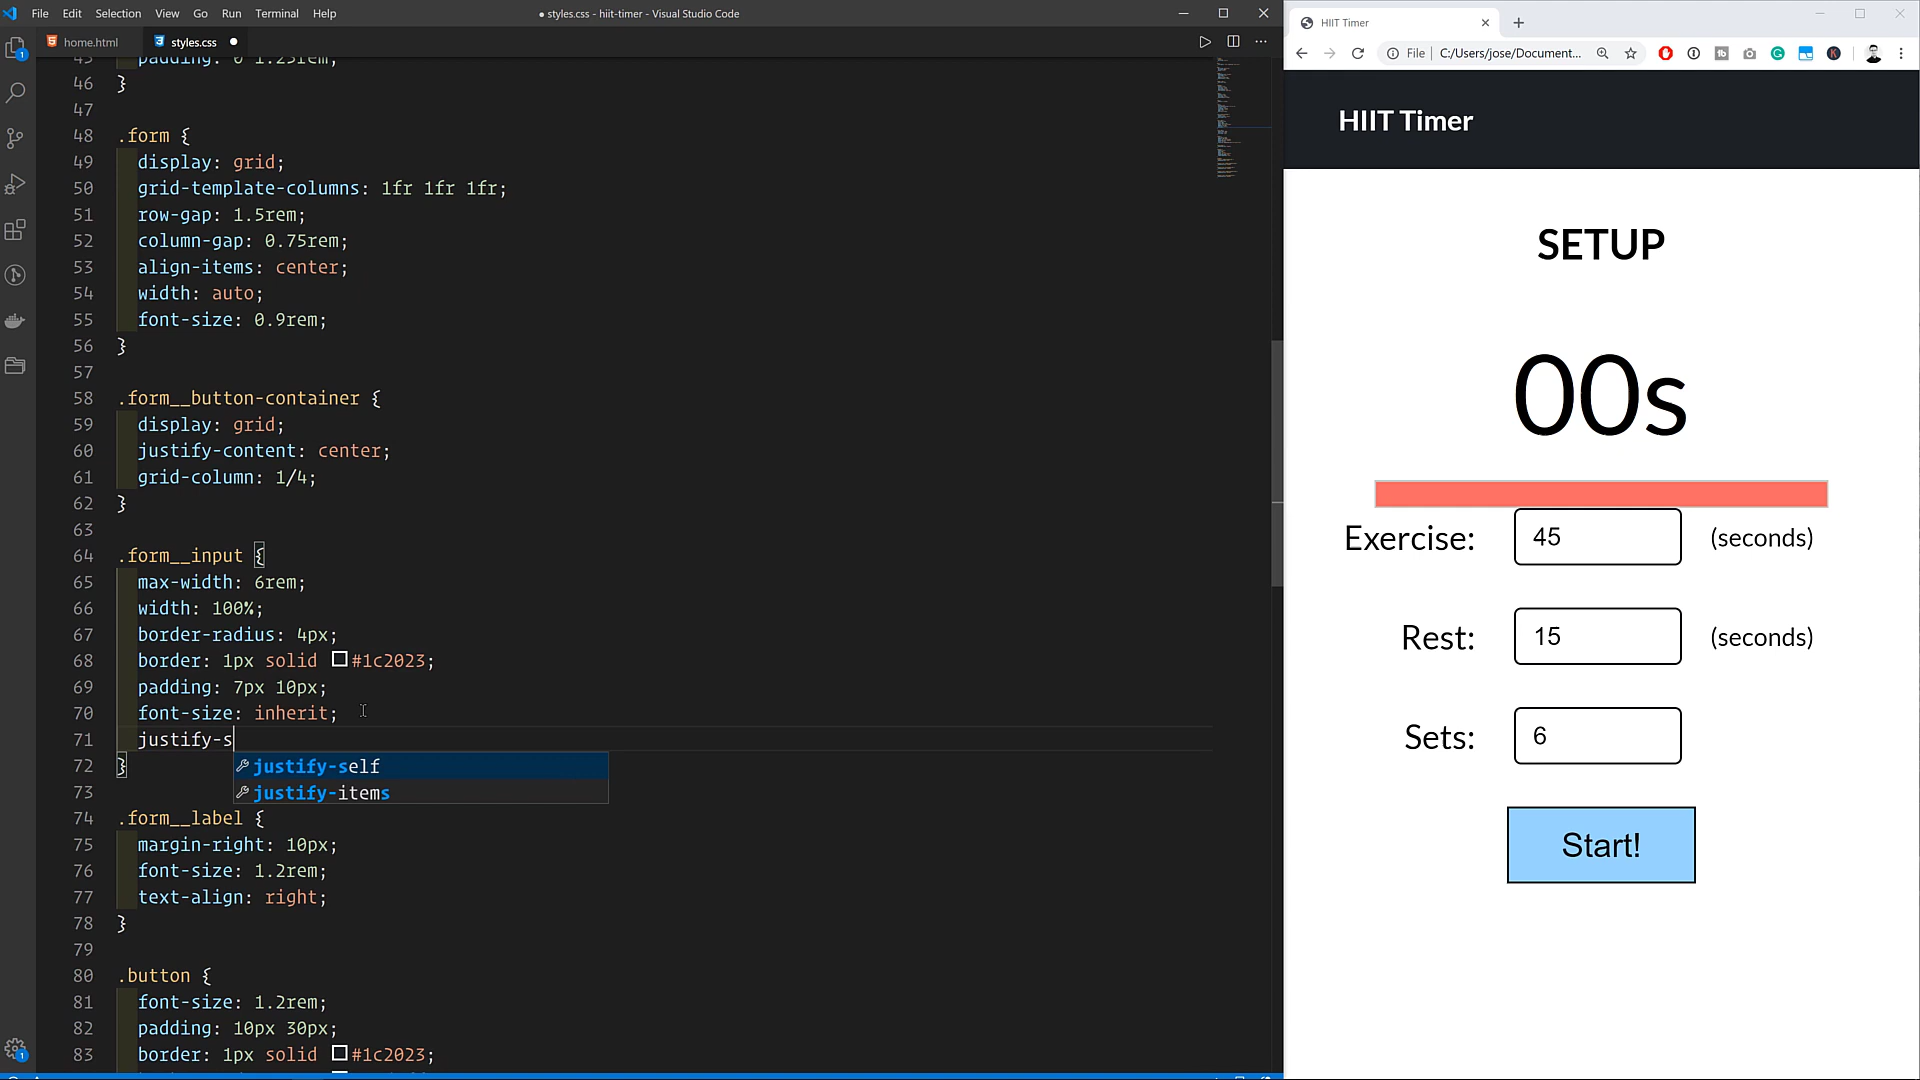 File Edit Selection View Go Run Terminal Help
● styles.css - hiit-timer - Visual Studio Code
home.html
styles.css ●
45 padding: 0 1.25rem;
46 }
47
48 .form {
49 display: grid;
50 grid-template-columns: 1fr 1fr 1fr;
51 row-gap: 1.5rem;
52 column-gap: 0.75rem;
53 align-items: center;
54 width: auto;
55 font-size: 0.9rem;
56 }
57
58 .form__button-container {
59 display: grid;
60 justify-content: center;
61 grid-column: 1/4;
62 }
63
64 .form__input {
65 max-width: 6rem;
66 width: 100%;
67 border-radius: 4px;
68 border: 1px solid #1c2023;
69 padding: 7px 10px;
70 font-size: inherit;
71 justify-s
justify-self
justify-items
72 }
73
74 .form__label {
75 margin-right: 10px;
76 font-size: 1.2rem;
77 text-align: right;
78 }
79
80 .button {
81 font-size: 1.2rem;
82 padding: 10px 30px;
83 border: 1px solid #1c2023;
1
1
HIIT Timer
File C:/Users/jose/Document...
HIIT Timer
SETUP
00s
Exercise: 45 (seconds)
Rest: 15 (seconds)
Sets: 6
Start!